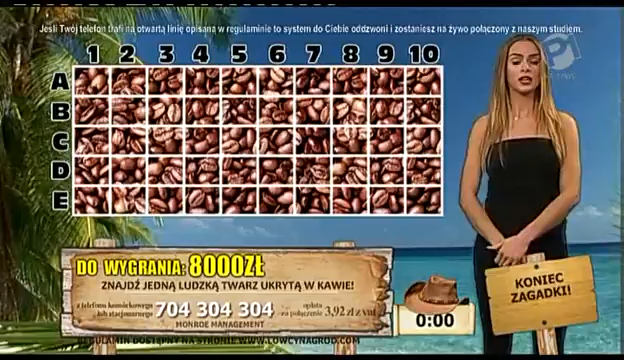 Jeśli Twój telefon trafi na otwartą linię opisaną w regulaminie to system do Ciebie oddzwoni i zostaniesz na żywo połączony z naszym studiem.
1 2 3 4 5 6 7 8 9 10
A
B
C
D
E
DO WYGRANIA: 8000ZŁ
ZNAJDŹ JEDNĄ LUDZKĄ TWARZ UKRYTĄ W KAWIE!
z telefonu komórkowego
lub stacjonarnego
704 304 304
opłata
za połączenie 3,92 zł z vat
MONROE MANAGEMENT
REGULAMIN DOSTĘPNY NA STRONIE WWW.LOWCYNAGROD.COM
0:00
KONIEC
ZAGADKI!